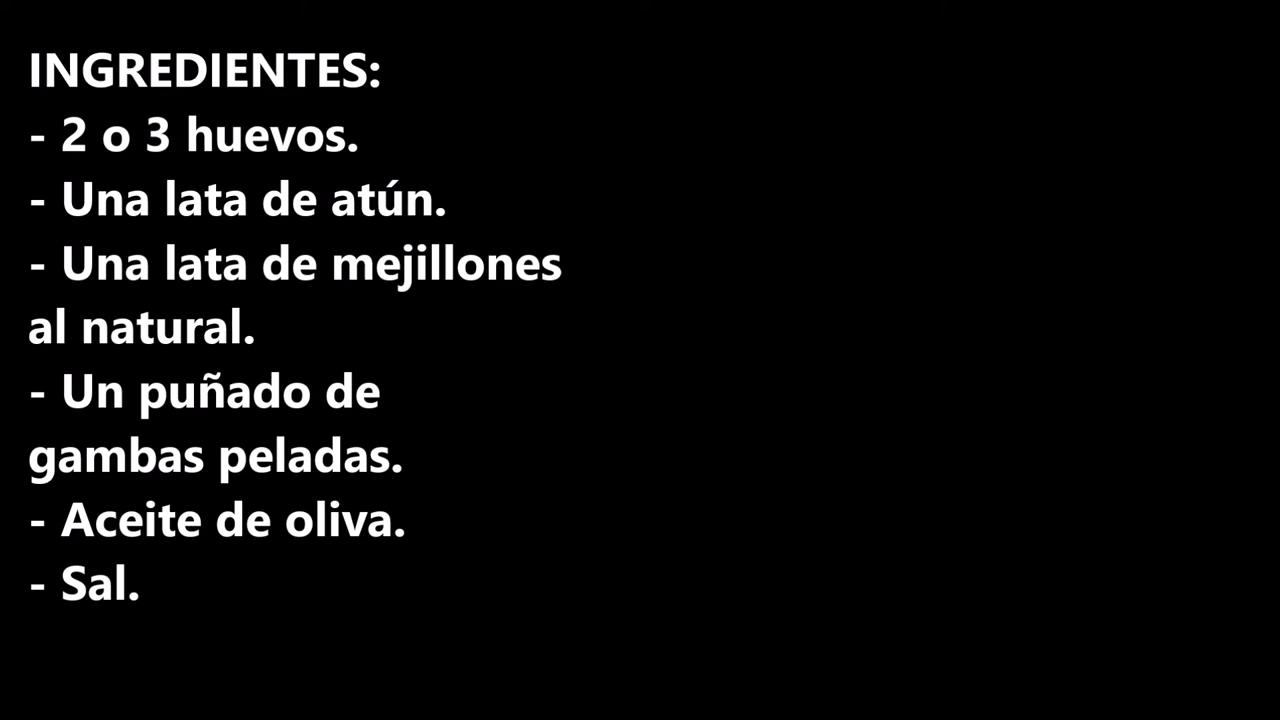 INGREDIENTES:
- 2 o 3 huevos.
- Una lata de atún.
- Una lata de mejillones
al natural.
- Un puñado de
gambas peladas.
- Aceite de oliva.
- Sal.